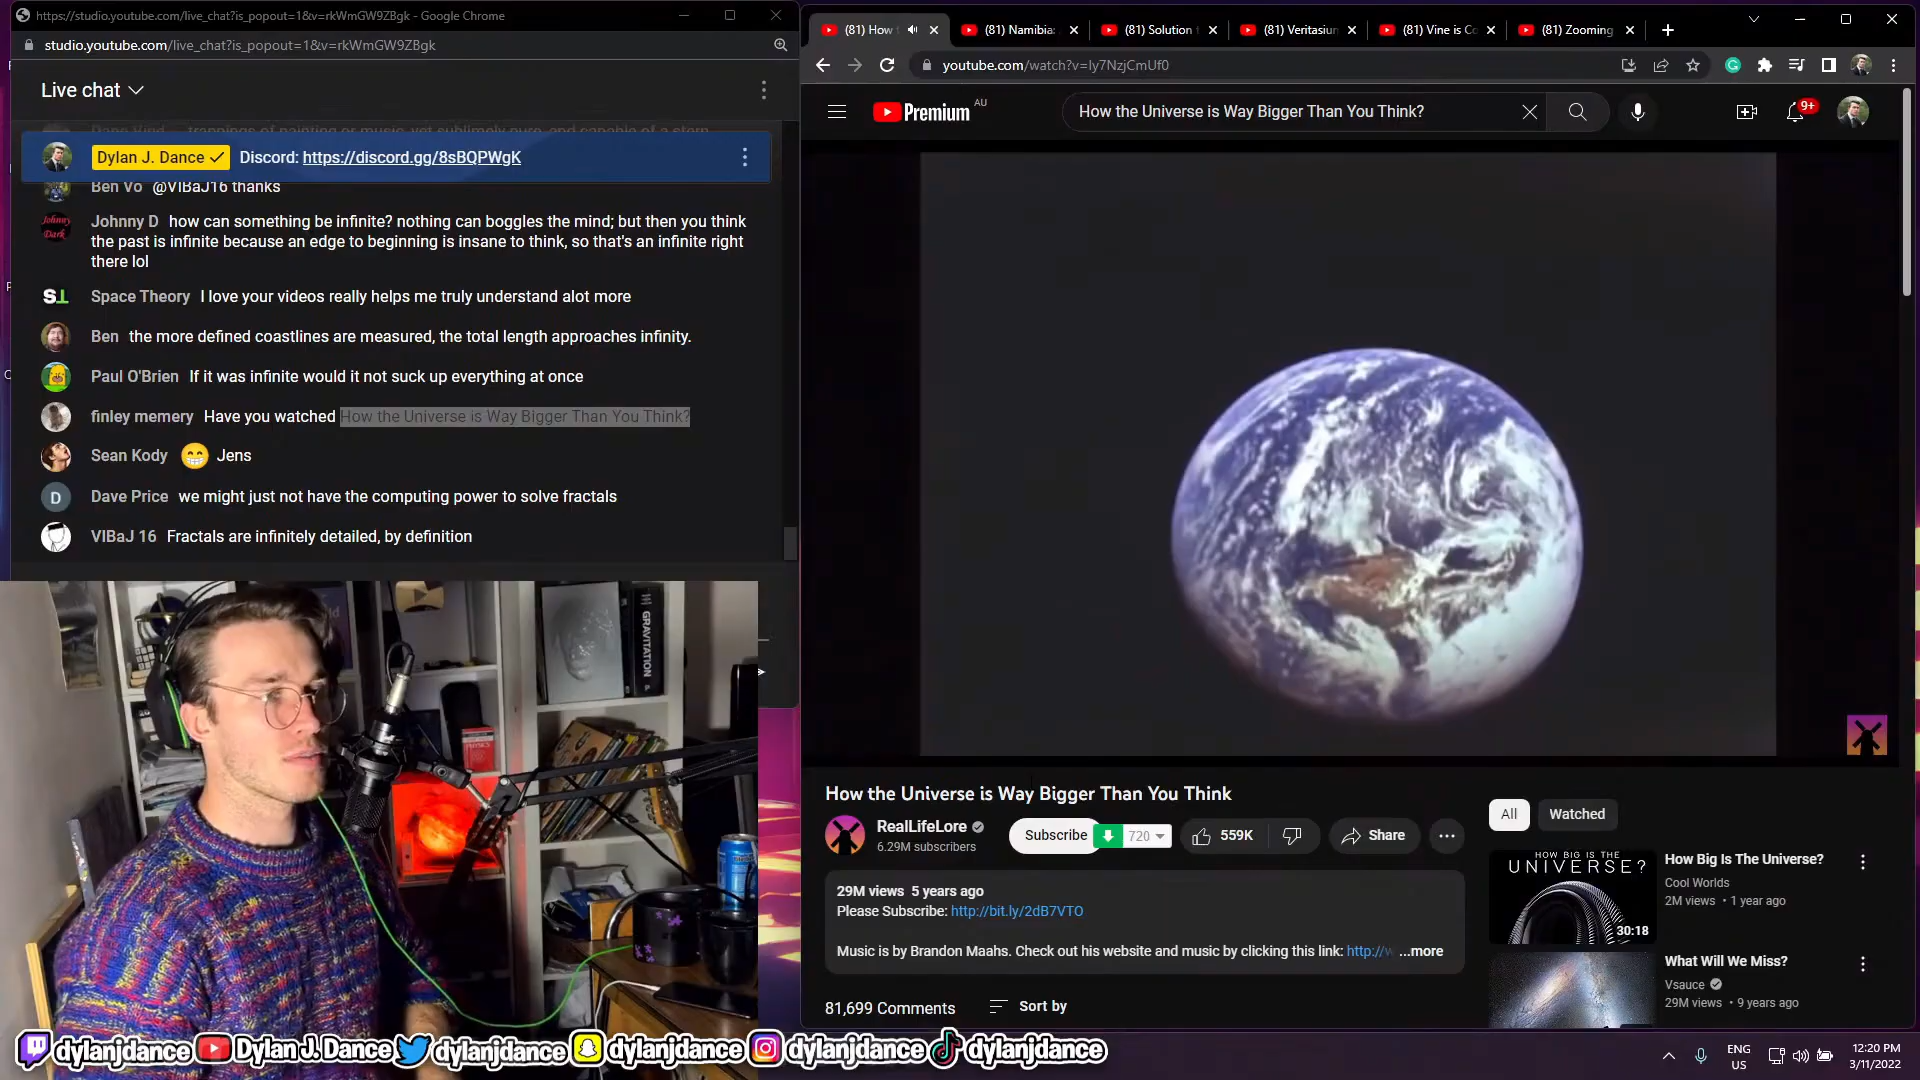 https://studio.youtube.com/live_chat?is_popout=1&v=rkWmGW9ZBgk - Google Chrome
studio.youtube.com/live_chat?is_popout=1&v=rkWmGW9ZBgk
Live chat
Dylan J. Dance Discord: https://discord.gg/8sBQPWgK
Ben Vo @VIBaJ16 thanks
Johnny D how can something be infinite? nothing can boggles the mind; but then you think
the past is infinite because an edge to beginning is insane to think, so that's an infinite right
there lol
Space Theory I love your videos really helps me truly understand alot more
Ben the more defined coastlines are measured, the total length approaches infinity.
Paul O'Brien If it was infinite would it not suck up everything at once
finley memery Have you watched How the Universe is Way Bigger Than You Think?
Sean Kody 😁 Jens
D
Dave Price we might just not have the computing power to solve fractals
VIBaJ 16 Fractals are infinitely detailed, by definition
GRAVITATION
PHYSICS
(81) How t
(81) Namibia:
(81) Solution t
(81) Veritasium
(81) Vine is Co
(81) Zooming
youtube.com/watch?v=Iy7NzjCmUf0
Premium AU
How the Universe is Way Bigger Than You Think?
9+
How the Universe is Way Bigger Than You Think
RealLifeLore
6.29M subscribers
Subscribe
720
559K
Share
29M views 5 years ago
Please Subscribe: http://bit.ly/2dB7VTO
Music is by Brandon Maahs. Check out his website and music by clicking this link: http://w ...more
81,699 Comments
Sort by
All
Watched
HOW BIG IS THE
UNIVERSE?
30:18
How Big Is The Universe?
Cool Worlds
2M views • 1 year ago
What Will We Miss?
Vsauce
29M views • 9 years ago
dylanjdance Dylan J. Dance dylanjdance dylanjdance dylanjdance dylanjdance
ENG
US
12:20 PM
3/11/2022